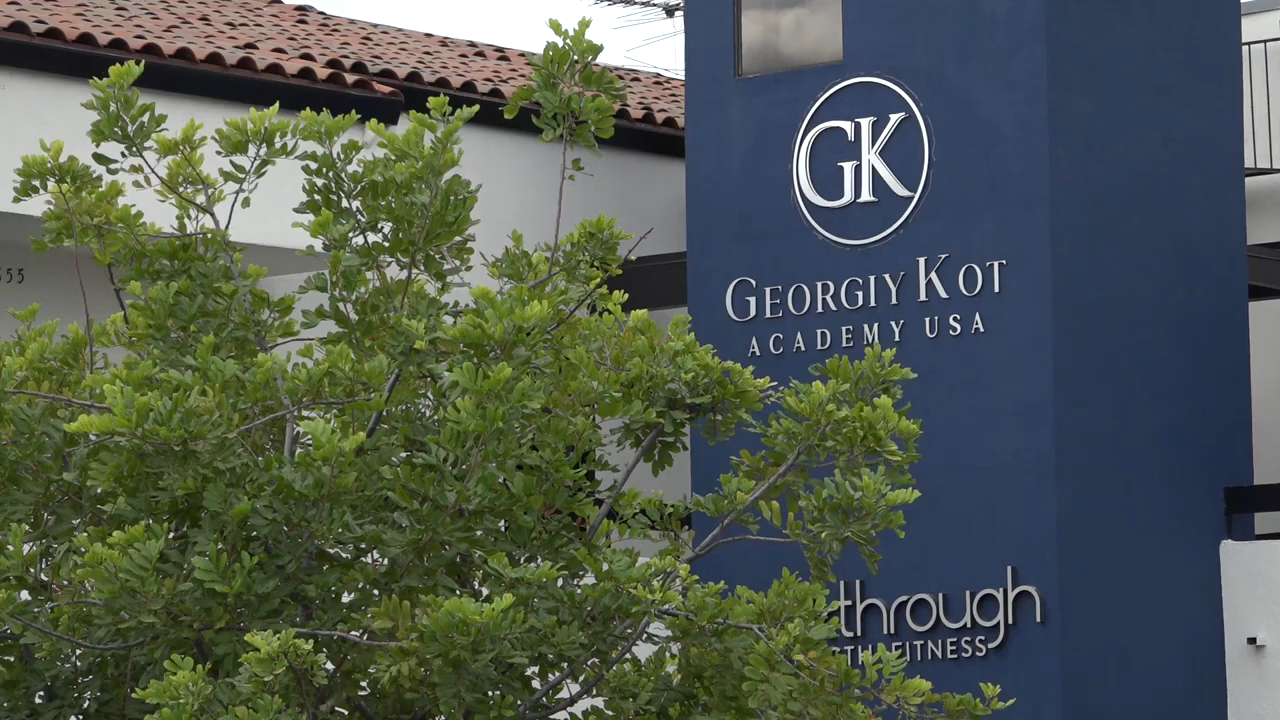 GK
GEORGIY KOT
ACADEMY USA
through
FITNESS